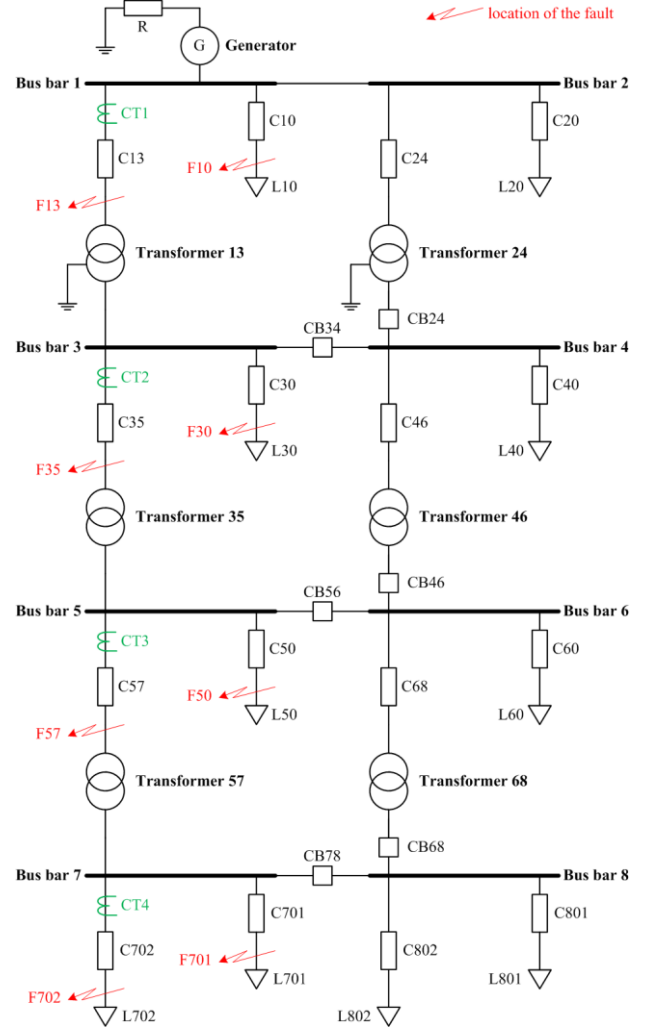 location of the fault
R
G Generator
Bus bar 1 Bus bar 2
CT1
C10 C20
C13 C24
F10
L10 L20
F13
Transformer 13 Transformer 24
CB24
CB34
Bus bar 3 Bus bar 4
CT2
C30 C40
C35 C46
F30
L30 L40
F35
Transformer 35 Transformer 46
CB46
CB56
Bus bar 5 Bus bar 6
CT3
C50 C60
C57 C68
F50
L50 L60
F57
Transformer 57 Transformer 68
CB68
CB78
Bus bar 7 Bus bar 8
CT4
C701 C801
C702 C802
F701
L701 L801
F702
L702 L802